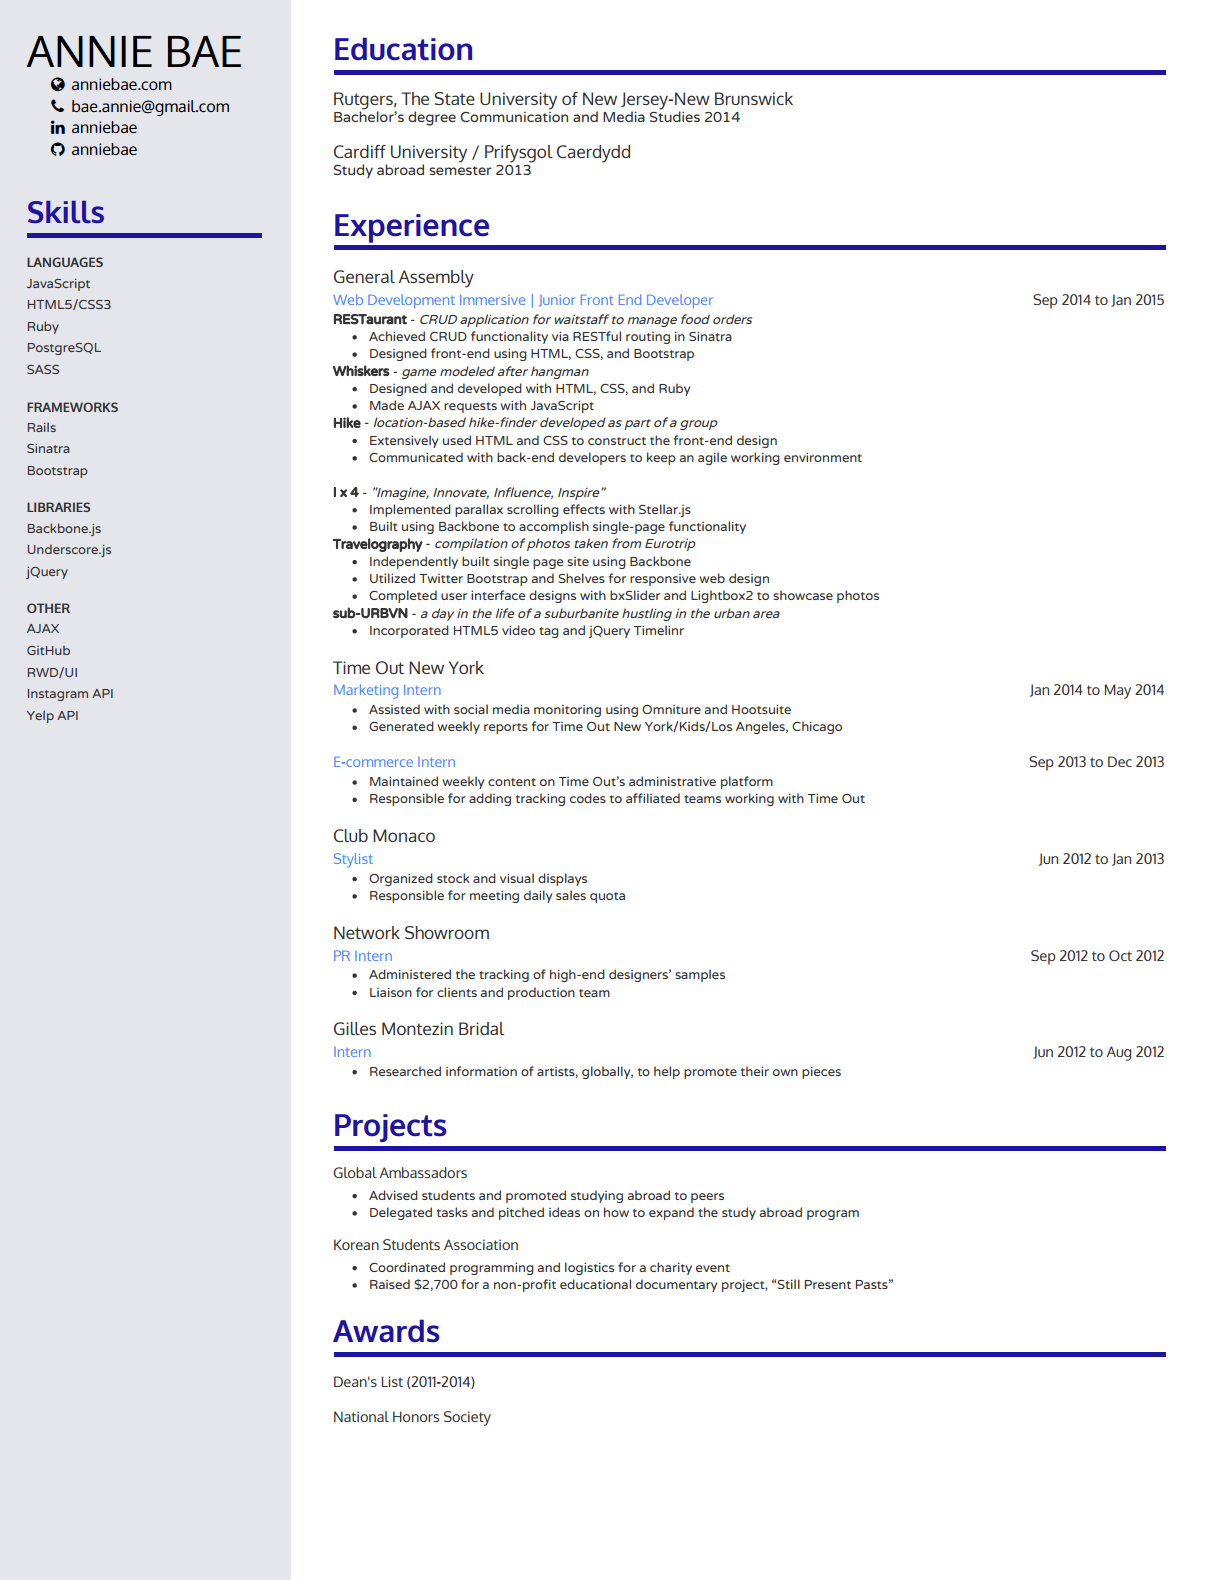 ANNIE BAE
anniebae.com
bae.annie@gmail.com
anniebae
anniebae
Skills
LANGUAGES
JavaScript
HTML5/CSS3
Ruby
PostgreSQL
SASS
FRAMEWORKS
Rails
Sinatra
Bootstrap
LIBRARIES
Backbone.js
Underscore.js
jQuery
OTHER
AJAX
GitHub
RWD/UI
Instagram API
Yelp API
Education
Rutgers, The State University of New Jersey-New Brunswick
Bachelor's degree Communication and Media Studies 2014
Cardiff University / Prifysgol Caerdydd
Study abroad semester 2013
Experience
General Assembly
Web Development Immersive | Junior Front End Developer Sep 2014 to Jan 2015
RESTaurant - CRUD application for waitstaff to manage food orders
• Achieved CRUD functionality via RESTful routing in Sinatra
• Designed front-end using HTML, CSS, and Bootstrap
Whiskers - game modeled after hangman
• Designed and developed with HTML, CSS, and Ruby
• Made AJAX requests with JavaScript
Hike - location-based hike-finder developed as part of a group
• Extensively used HTML and CSS to construct the front-end design
• Communicated with back-end developers to keep an agile working environment
I x 4 - "Imagine, Innovate, Influence, Inspire"
• Implemented parallax scrolling effects with Stellar.js
• Built using Backbone to accomplish single-page functionality
Travelography - compilation of photos taken from Eurotrip
• Independently built single page site using Backbone
• Utilized Twitter Bootstrap and Shelves for responsive web design
• Completed user interface designs with bxSlider and Lightbox2 to showcase photos
sub-URBVN - a day in the life of a suburbanite hustling in the urban area
• Incorporated HTML5 video tag and jQuery Timelinr
Time Out New York
Marketing Intern Jan 2014 to May 2014
• Assisted with social media monitoring using Omniture and Hootsuite
• Generated weekly reports for Time Out New York/Kids/Los Angeles, Chicago
E-commerce Intern Sep 2013 to Dec 2013
• Maintained weekly content on Time Out's administrative platform
• Responsible for adding tracking codes to affiliated teams working with Time Out
Club Monaco
Stylist Jun 2012 to Jan 2013
• Organized stock and visual displays
• Responsible for meeting daily sales quota
Network Showroom
PR Intern Sep 2012 to Oct 2012
• Administered the tracking of high-end designers' samples
• Liaison for clients and production team
Gilles Montezin Bridal
Intern Jun 2012 to Aug 2012
• Researched information of artists, globally, to help promote their own pieces
Projects
Global Ambassadors
• Advised students and promoted studying abroad to peers
• Delegated tasks and pitched ideas on how to expand the study abroad program
Korean Students Association
• Coordinated programming and logistics for a charity event
• Raised $2,700 for a non-profit educational documentary project, “Still Present Pasts”
Awards
Dean's List (2011-2014)
National Honors Society